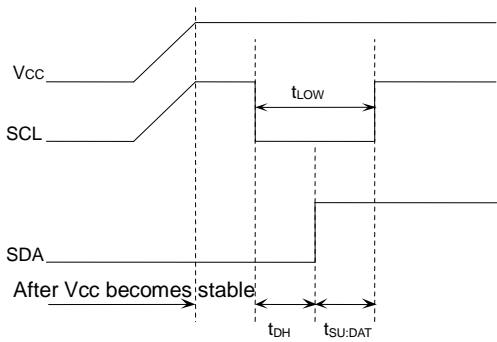 VCC
tLOW
SCL
SDA
After Vcc becomes stable
tDH
tSU:DAT